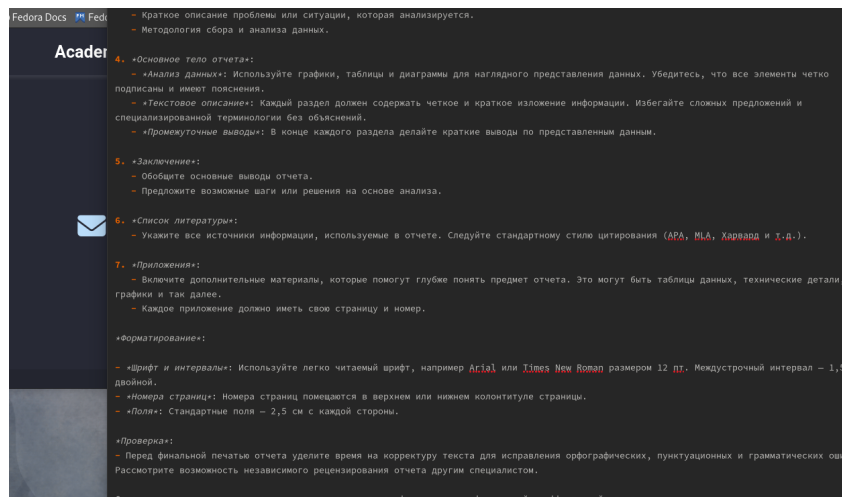 Fedora Docs
Fedo
Academ
– Краткое описание проблемы или ситуации, которая анализируется.
– Методология сбора и анализа данных.
4. *Основное тело отчета*:
– *Анализ данных*: Используйте графики, таблицы и диаграммы для наглядного представления данных. Убедитесь, что все элементы четко
подписаны и имеют пояснения.
– *Текстовое описание*: Каждый раздел должен содержать четкое и краткое изложение информации. Избегайте сложных предложений и
специализированной терминологии без объяснений.
– *Промежуточные выводы*: В конце каждого раздела делайте краткие выводы по представленным данным.
5. *Заключение*:
– Обобщите основные выводы отчета.
– Предложите возможные шаги или решения на основе анализа.
6. *Список литературы*:
– Укажите все источники информации, используемые в отчете. Следуйте стандартному стилю цитирования (APA, MLA, Харвард и т.д.).
7. *Приложения*:
– Включите дополнительные материалы, которые помогут глубже понять предмет отчета. Это могут быть таблицы данных, технические детали,
графики и так далее.
– Каждое приложение должно иметь свою страницу и номер.
*Форматирование*:
– *Шрифт и интервалы*: Используйте легко читаемый шрифт, например Arial или Times New Roman размером 12 пт. Междустрочный интервал – 1,5
двойной.
– *Номера страниц*: Номера страниц помещаются в верхнем или нижнем колонтитуле страницы.
– *Поля*: Стандартные поля – 2,5 см с каждой стороны.
*Проверка*:
– Перед финальной печатью отчета уделите время на корректуру текста для исправления орфографических, пунктуационных и грамматических оши
Рассмотрите возможность независимого рецензирования отчета другим специалистом.